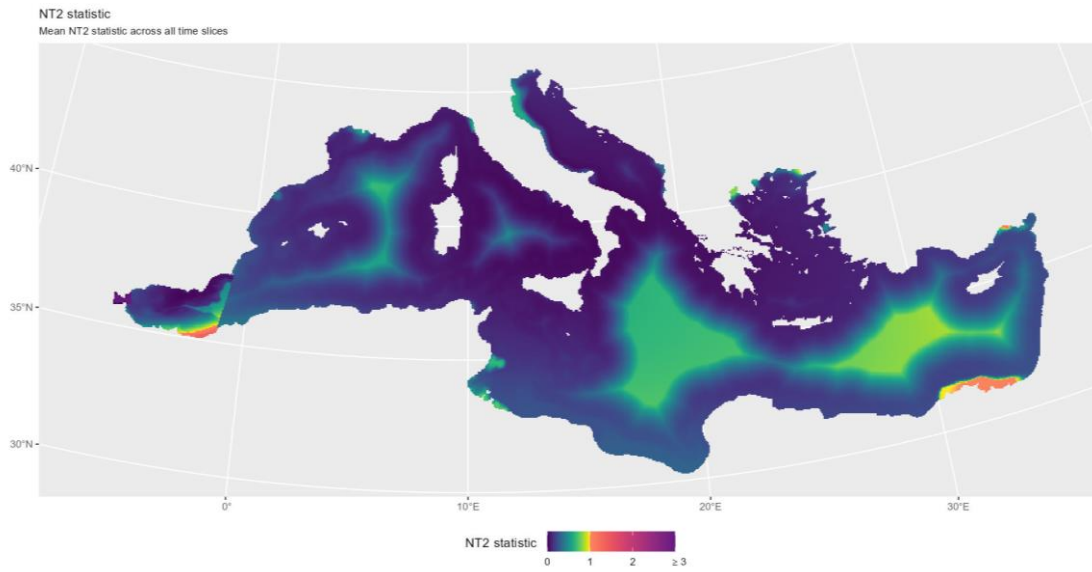 NT2 statistic
Mean NT2 statistic across all time slices
40°N
35°N
30°N
0°
10°E
20°E
30°E
NT2 statistic
0 1 2 ≥ 3